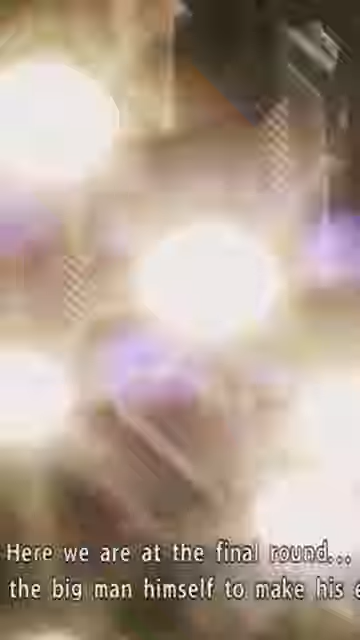 Here we are at the final round...
the big man himself to make his